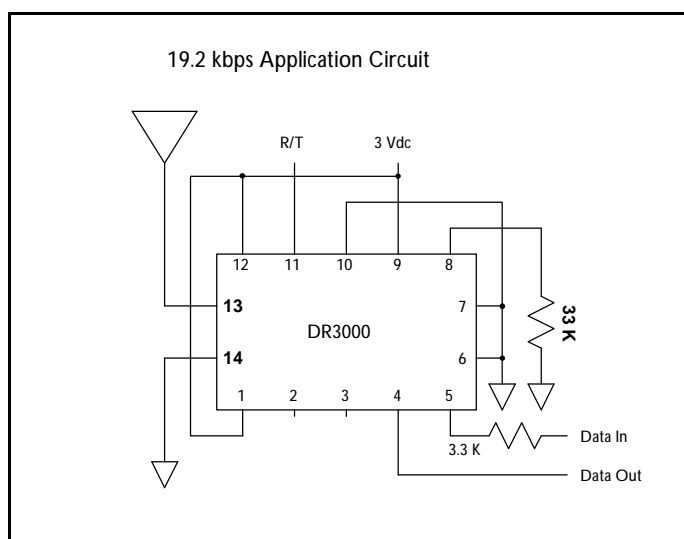 19.2 kbps Application Circuit
R/T
3 Vdc
12
11
10
9
8
13
7
33 K
DR3000
14
6
1
2
3
4
5
3.3 K
Data In
Data Out